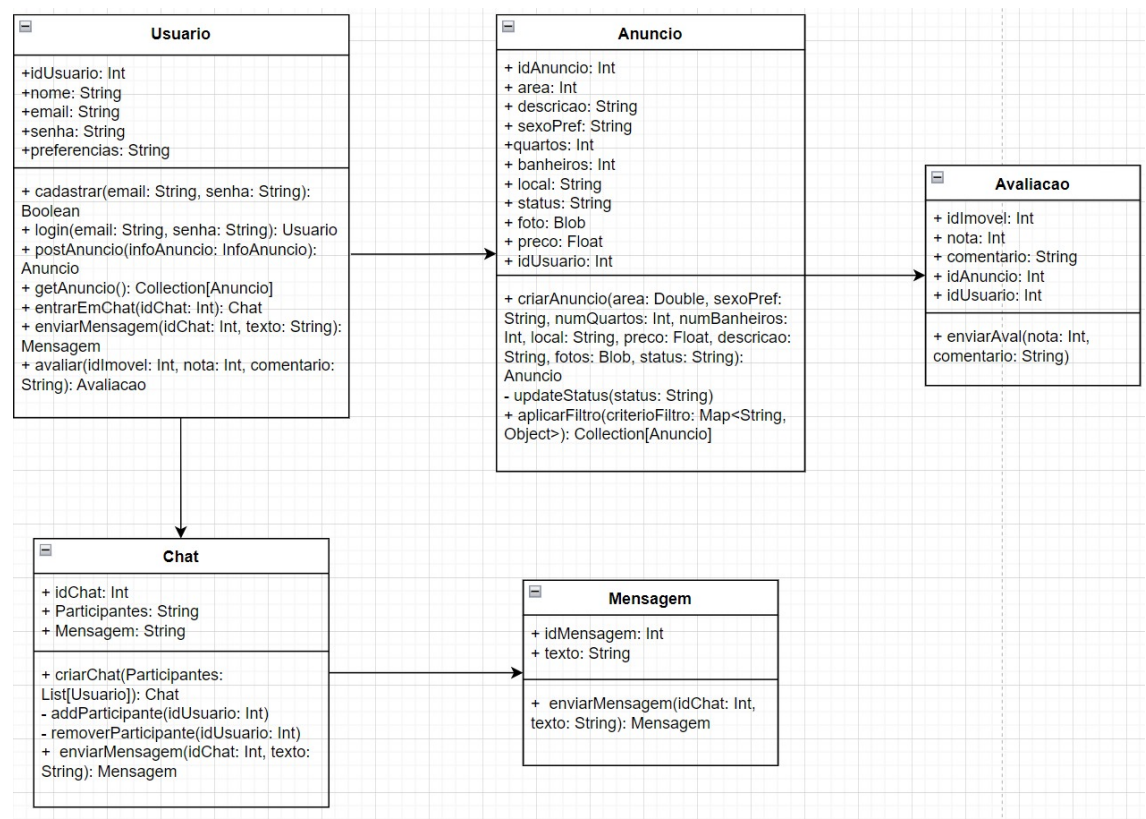 Usuario
+idUsuario: Int
+nome: String
+email: String
+senha: String
+preferencias: String
+ cadastrar(email: String, senha: String):
Boolean
+ login(email: String, senha: String): Usuario
+ postAnuncio(infoAnuncio: InfoAnuncio):
Anuncio
+ getAnuncio(): Collection[Anuncio]
+ entrarEmChat(idChat: Int): Chat
+ enviarMensagem(idChat: Int, texto: String):
Mensagem
+ avaliar(idImovel: Int, nota: Int, comentario:
String): Avaliacao
Anuncio
+ idAnuncio: Int
+ área: Int
+ descricao: String
+ sexoPref: String
+quartos: Int
+ banheiros: Int
+ local: String
+ status: String
+ foto: Blob
+ preco: Float
+ idUsuario: Int
+ criarAnuncio(area: Double, sexoPref:
String, numQuartos: Int, numBanheiros:
Int, local: String, preco: Float, descricao:
String, fotos: Blob, status: String):
Anuncio
- updateStatus(status: String)
+ aplicarFiltro(criterioFiltro: Map<String,
Object>): Collection[Anuncio]
Avaliacao
+ idImovel: Int
+ nota: Int
+ comentario: String
+ idAnuncio: Int
+ idUsuario: Int
+ enviarAval(nota: Int,
comentario: String)
Chat
+ idChat: Int
+ Participantes: String
+ Mensagem: String
+ criarChat(Participantes:
List[Usuario]): Chat
- addParticipante(idUsuario: Int)
- removerParticipante(idUsuario: Int)
+ enviarMensagem(idChat: Int, texto:
String): Mensagem
Mensagem
+ idMensagem: Int
+ texto: String
+ enviarMensagem(idChat: Int,
texto: String): Mensagem